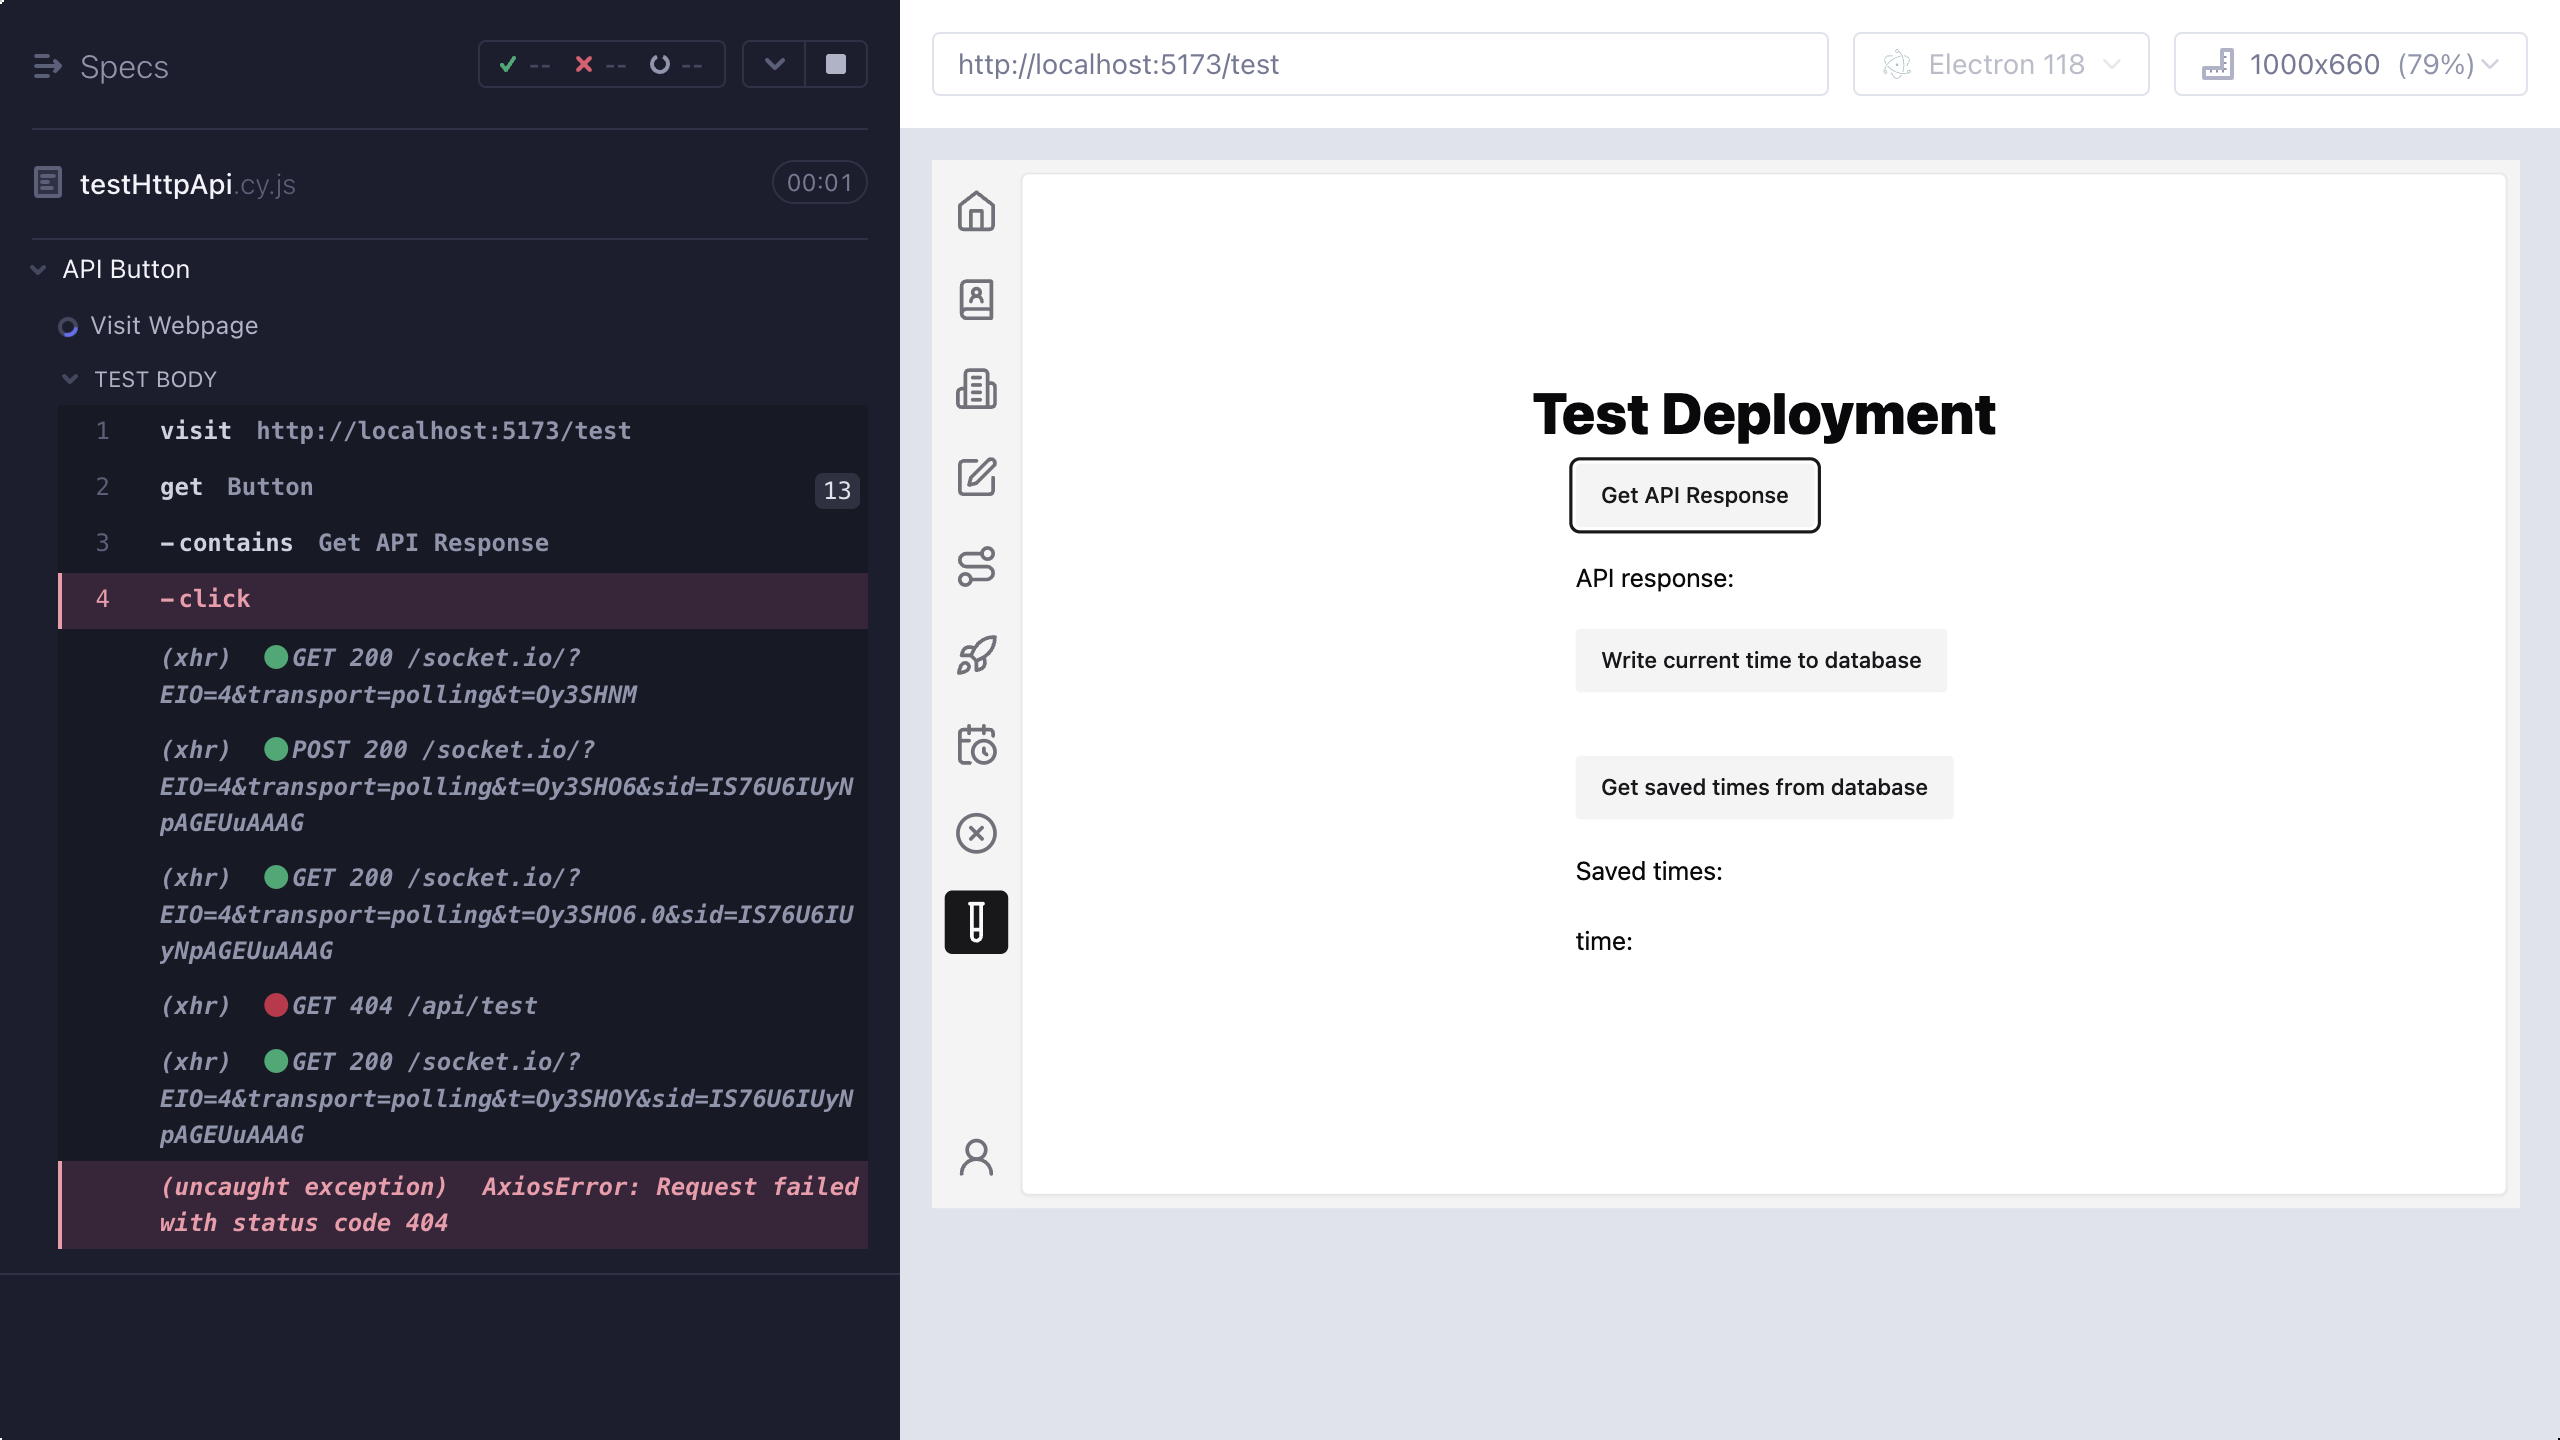 Specs
-- -- --
testHttpApi.cy.js
00:01
API Button
Visit Webpage
TEST BODY
1 visit http://localhost:5173/test
2 get Button 13
3 -contains Get API Response
4 -click
(xhr) GET 200 /socket.io/?
EIO=4&transport=polling&t=Oy3SHNM
(xhr) POST 200 /socket.io/?
EIO=4&transport=polling&t=Oy3SHO6&sid=IS76U6IUyN
pAGEUuAAAG
(xhr) GET 200 /socket.io/?
EIO=4&transport=polling&t=Oy3SHO6.0&sid=IS76U6IU
yNpAGEUuAAAG
(xhr) GET 404 /api/test
(xhr) GET 200 /socket.io/?
EIO=4&transport=polling&t=Oy3SHOY&sid=IS76U6IUyN
pAGEUuAAAG
(uncaught exception) AxiosError: Request failed
with status code 404
http://localhost:5173/test
Electron 118
1000x660 (79%)
Test Deployment
Get API Response
API response:
Write current time to database
Get saved times from database
Saved times:
time: